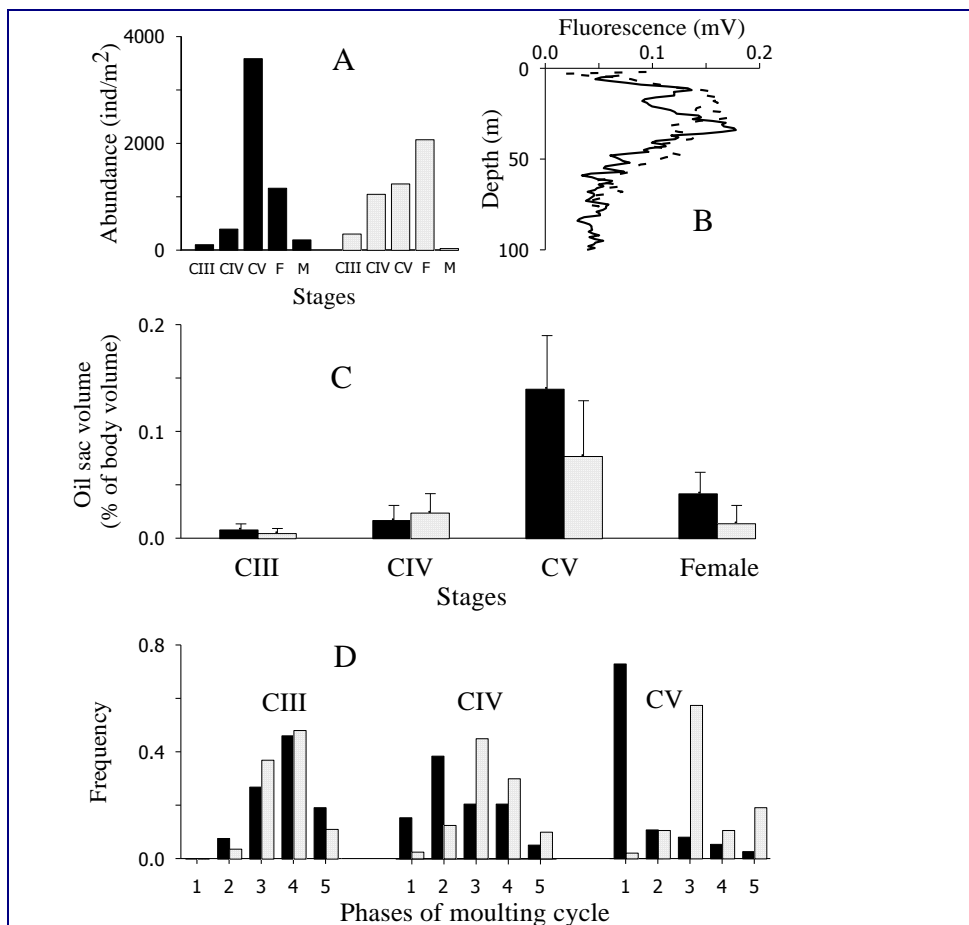 Abundance (ind/m²)
4000
2000
0
A
CIII CIV CV F M
CIII CIV CV F M
Stages
Fluorescence (mV)
0.0 0.1 0.2
Depth (m)
0
50
100
B
Oil sac volume
(% of body volume)
0.2
0.1
0.0
C
CIII CIV CV Female
Stages
Frequency
0.8
0.4
0.0
D
CIII CIV CV
1 2 3 4 5 1 2 3 4 5 1 2 3 4 5
Phases of moulting cycle